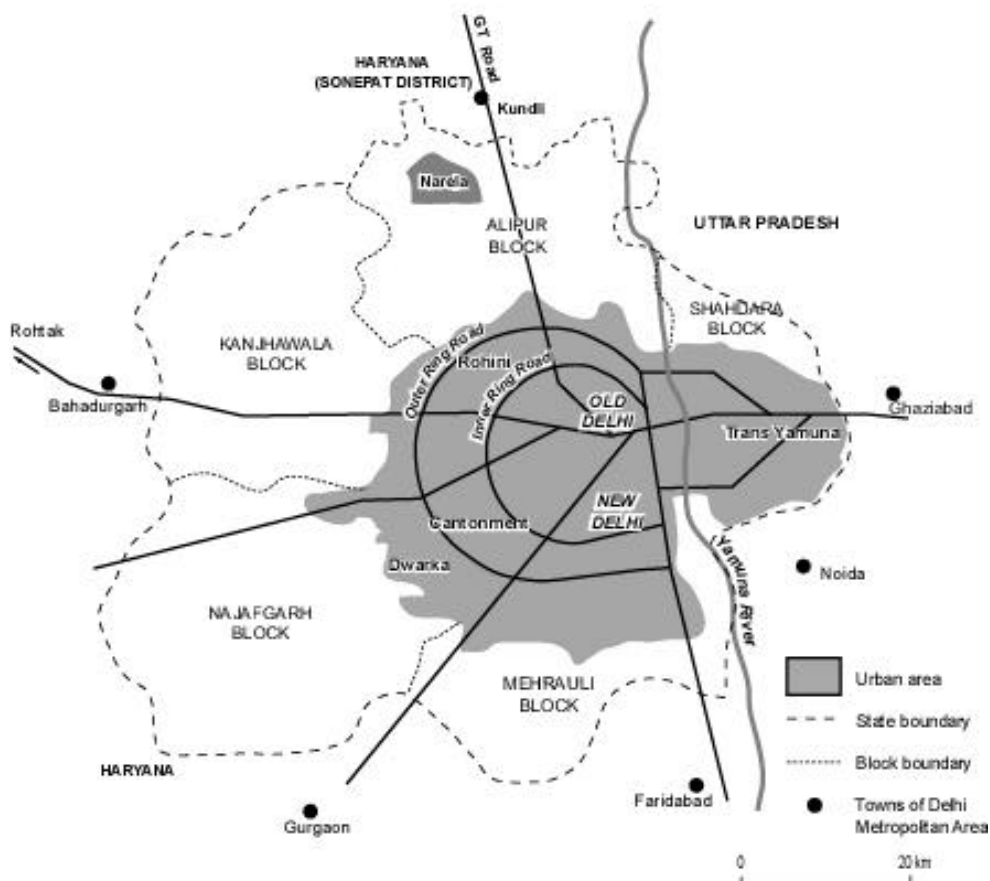 GT Road
HARYANA
(SONEPAT DISTRICT)
Kundli
Narela
ALIPUR
BLOCK
UTTAR PRADESH
SHAHDARA
BLOCK
Rohtak
KANJHAWALA
BLOCK
Outer Ring Road
Rohini
Inner Ring Road
Bahadurgarh
OLD
DELHI
Ghaziabad
Trans Yamuna
NEW
DELHI
Cantonment
Dwarka
Yamuna River
Noida
NAJAFGARH
BLOCK
MEHRAULI
BLOCK
HARYANA
Gurgaon
Faridabad
Urban area
State boundary
Block boundary
Towns of Delhi
Metropolitan Area
0 20 km